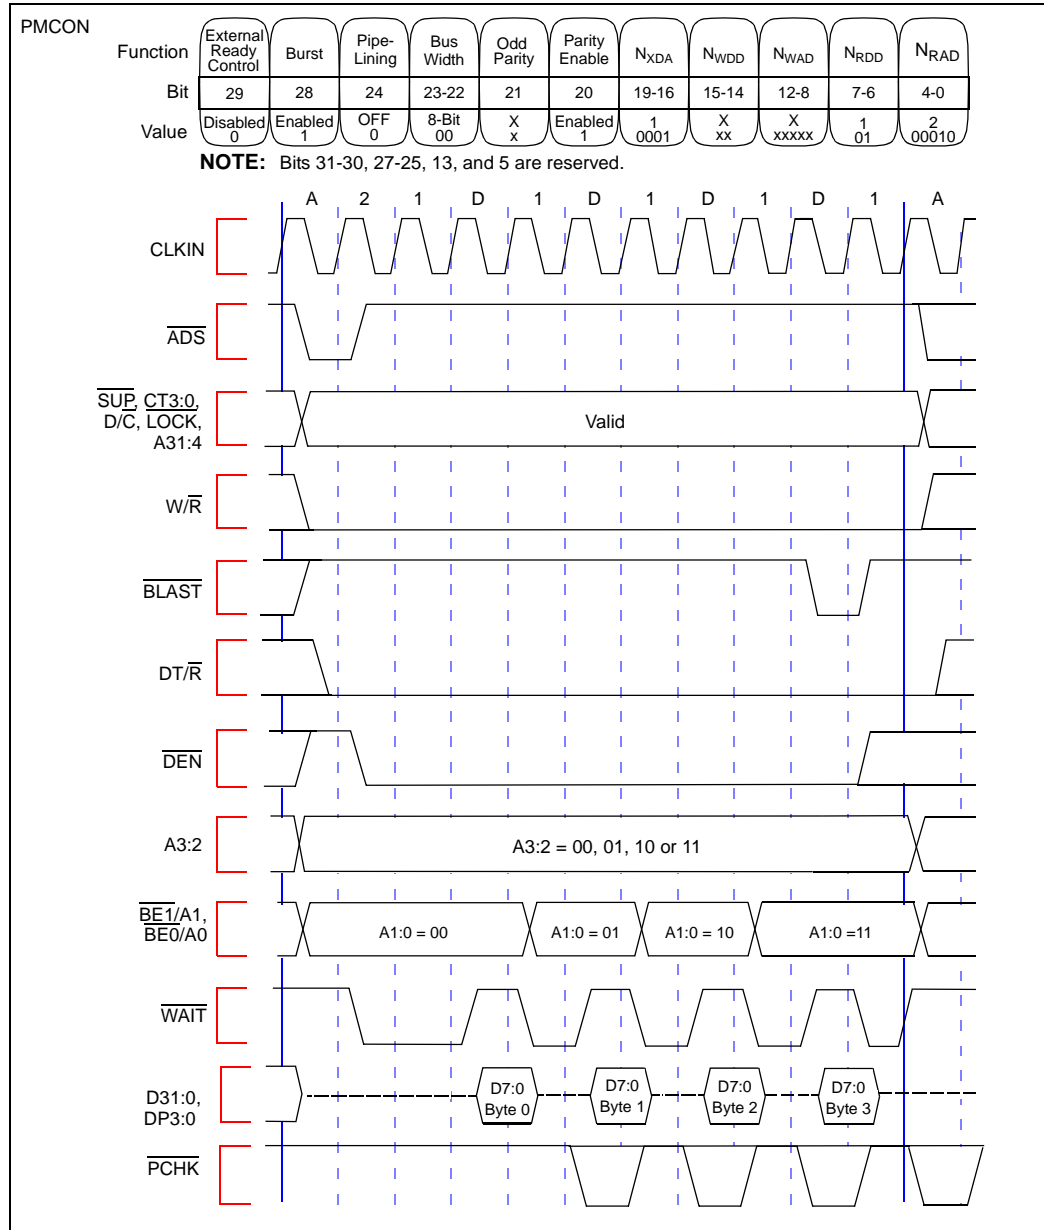 PMCON
Function
External Ready Control
Burst
Pipe-Lining
Bus Width
Odd Parity
Parity Enable
NXDA
NWDD
NWAD
NRDD
NRAD
Bit
29 28 24 23-22 21 20 19-16 15-14 12-8 7-6 4-0
Value
Disabled 0
Enabled 1
OFF 0
8-Bit 00
X x
Enabled 1
1 0001
X xx
X xxxxx
1 01
2 00010
NOTE: Bits 31-30, 27-25, 13, and 5 are reserved.
A 2 1 D 1 D 1 D 1 D 1 A
CLKIN
ADS
SUP, CT3:0,
D/C, LOCK,
A31:4
Valid
W/R
BLAST
DT/R
DEN
A3:2
A3:2 = 00, 01, 10 or 11
BE1/A1,
BE0/A0
A1:0 = 00
A1:0 = 01
A1:0 = 10
A1:0 =11
WAIT
D31:0,
DP3:0
D7:0
Byte 0
D7:0
Byte 1
D7:0
Byte 2
D7:0
Byte 3
PCHK